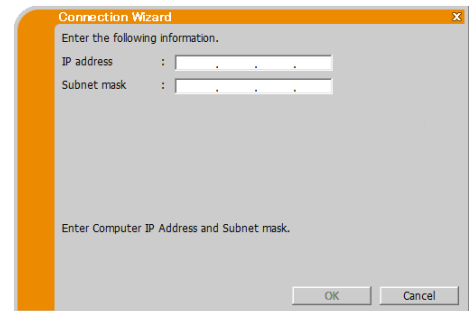 Connection Wizard x
Enter the following information.
IP address : . . .
Subnet mask : . . .
Enter Computer IP Address and Subnet mask.
OK Cancel